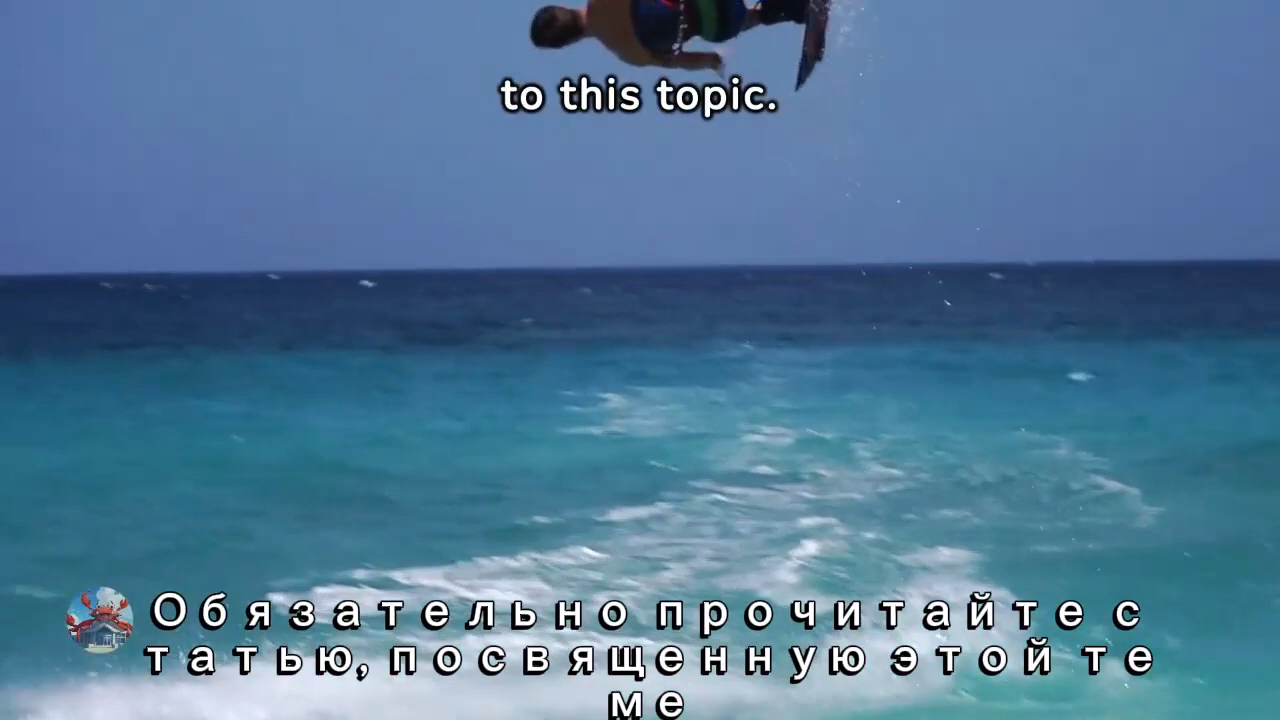 to this topic.
Обязательно прочитайте с
татью, посвященную этой те
ме